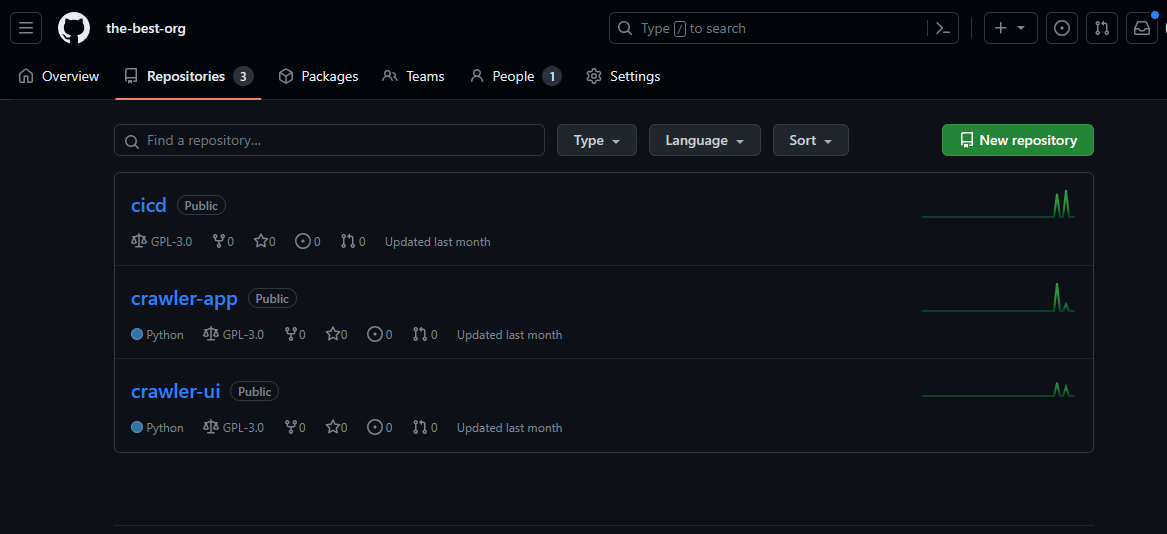 the-best-org Type / to search
Overview Repositories 3 Packages Teams People 1 Settings
Find a repository... Type Language Sort New repository
cicd Public
GPL-3.0 0 0 0 0 Updated last month
crawler-app Public
Python GPL-3.0 0 0 0 0 Updated last month
crawler-ui Public
Python GPL-3.0 0 0 0 0 Updated last month